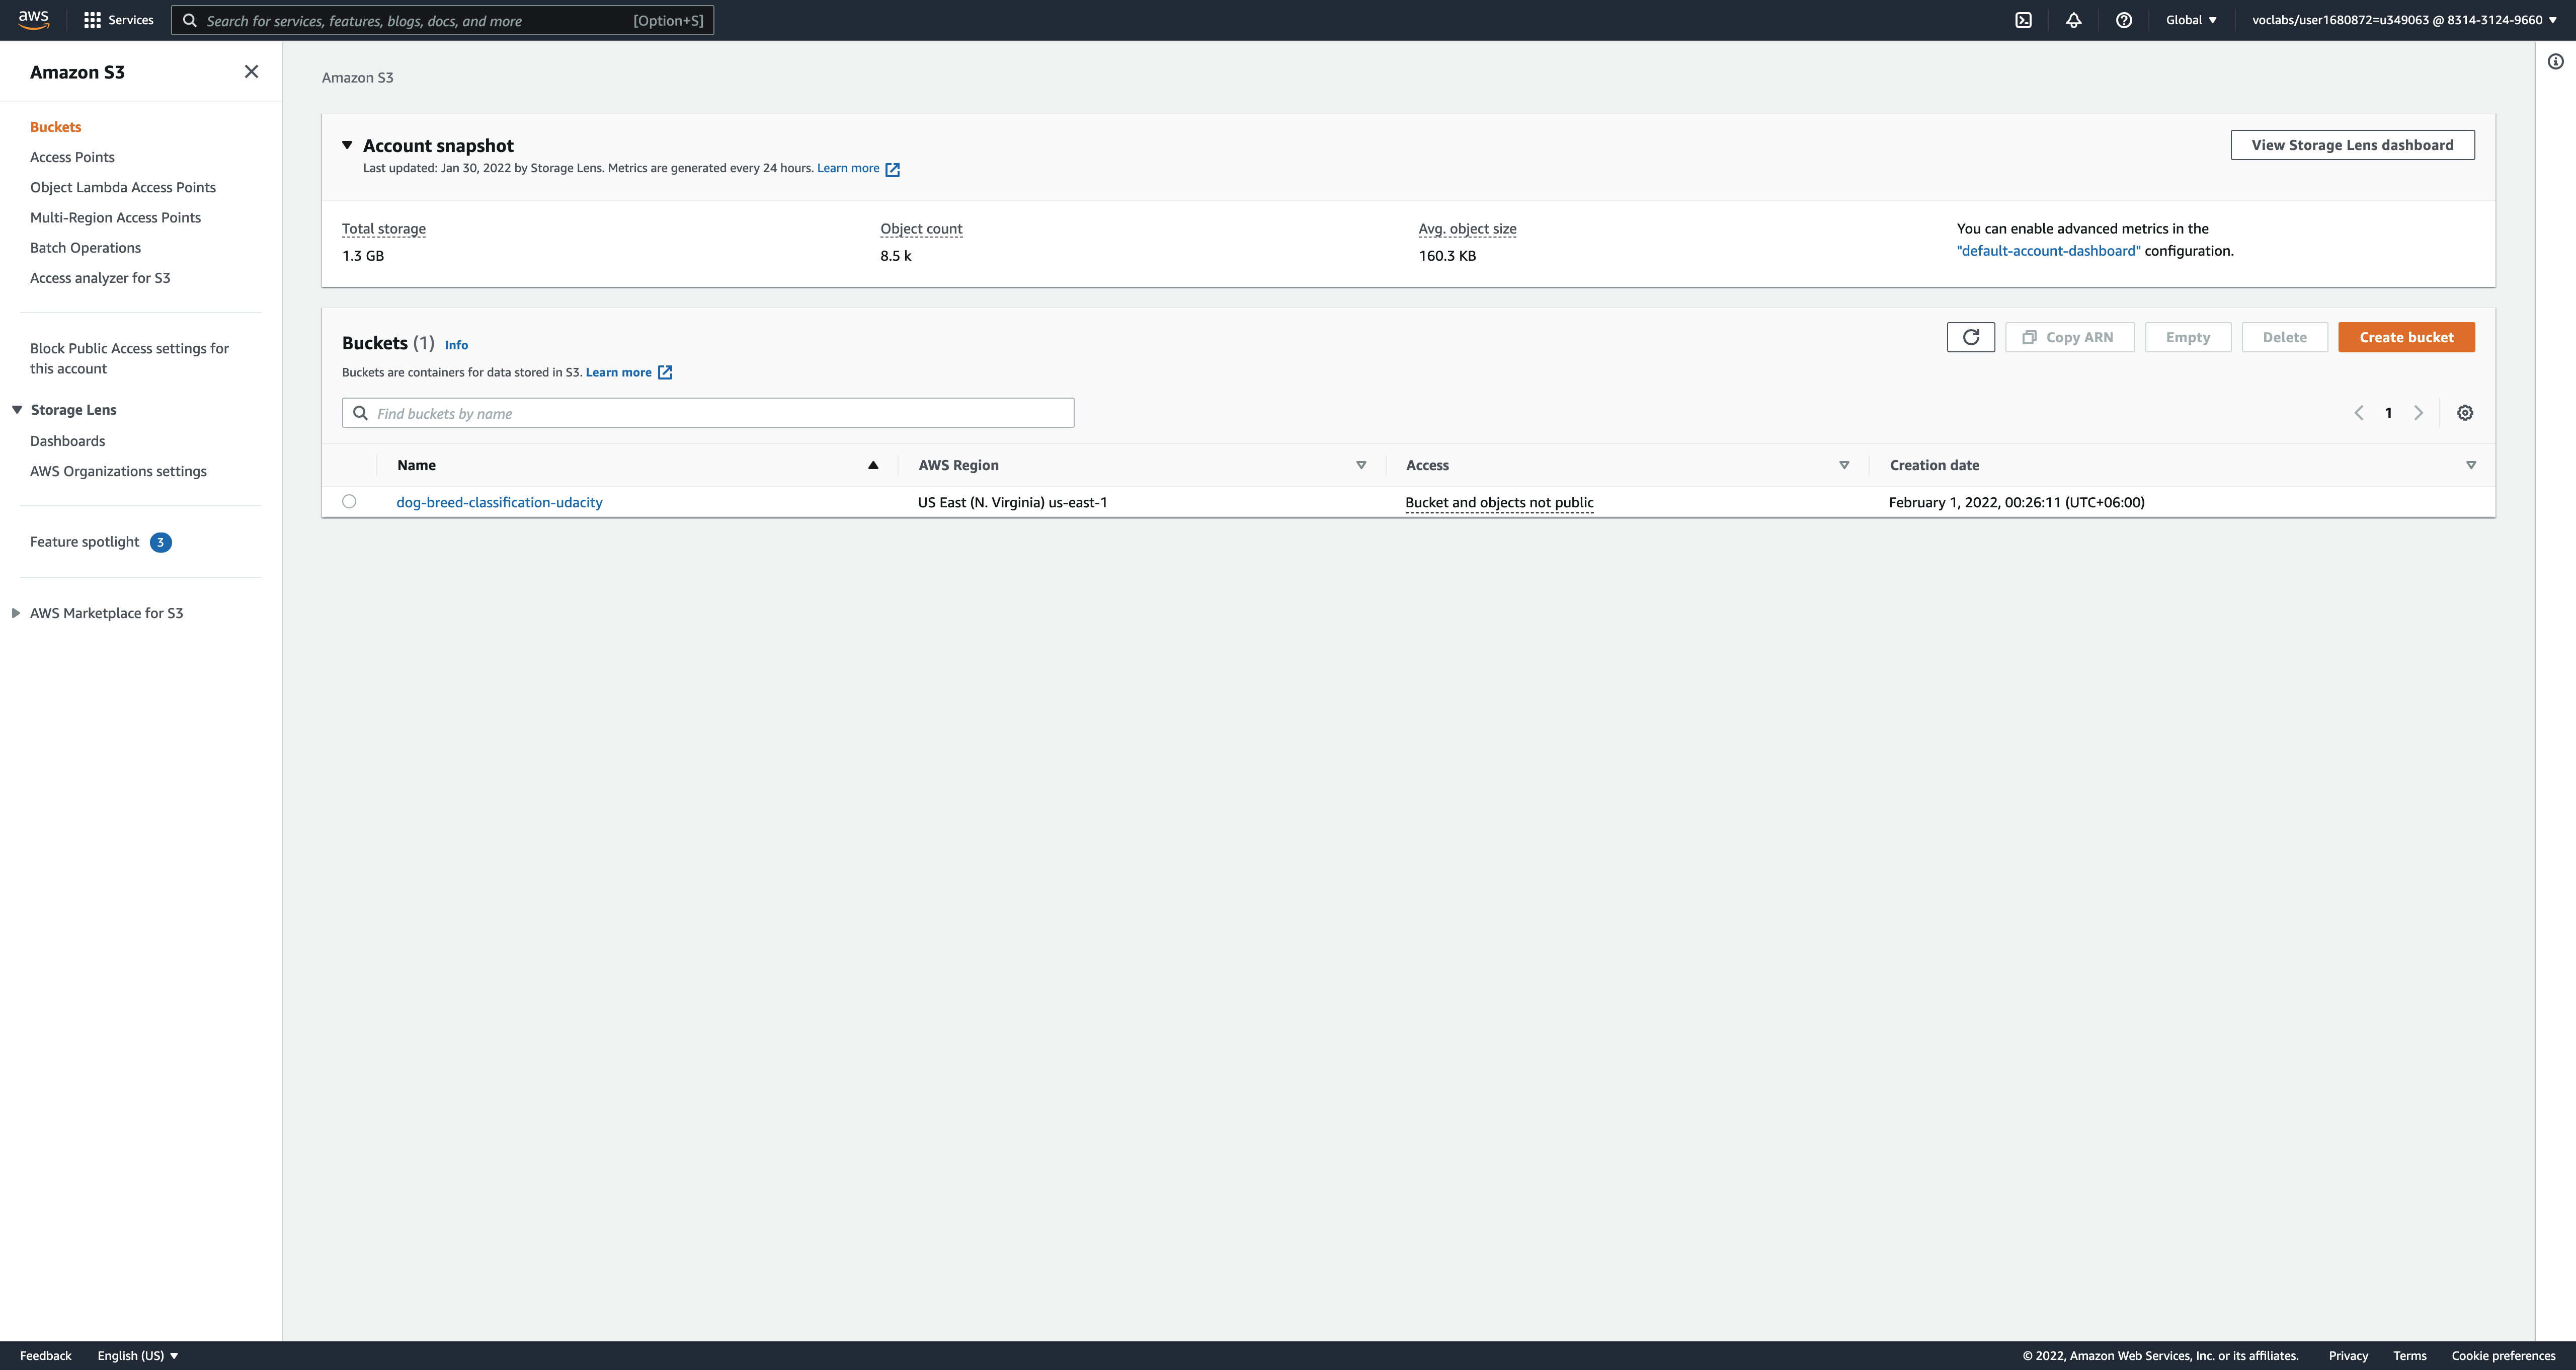 aws
Services
Search for services, features, blogs, docs, and more
[Option+S]
Global
voclabs/user1680872=u349063 @ 8314-3124-9660
Amazon S3
Buckets
Access Points
Object Lambda Access Points
Multi-Region Access Points
Batch Operations
Access analyzer for S3
Block Public Access settings for
this account
Storage Lens
Dashboards
AWS Organizations settings
Feature spotlight 3
AWS Marketplace for S3
Amazon S3
Account snapshot
Last updated: Jan 30, 2022 by Storage Lens. Metrics are generated every 24 hours. Learn more
View Storage Lens dashboard
Total storage
1.3 GB
Object count
8.5 k
Avg. object size
160.3 KB
You can enable advanced metrics in the
"default-account-dashboard" configuration.
Buckets (1) Info
Buckets are containers for data stored in S3. Learn more
Copy ARN
Empty
Delete
Create bucket
Find buckets by name
1
Name
AWS Region
Access
Creation date
dog-breed-classification-udacity
US East (N. Virginia) us-east-1
Bucket and objects not public
February 1, 2022, 00:26:11 (UTC+06:00)
Feedback
English (US)
© 2022, Amazon Web Services, Inc. or its affiliates.
Privacy
Terms
Cookie preferences